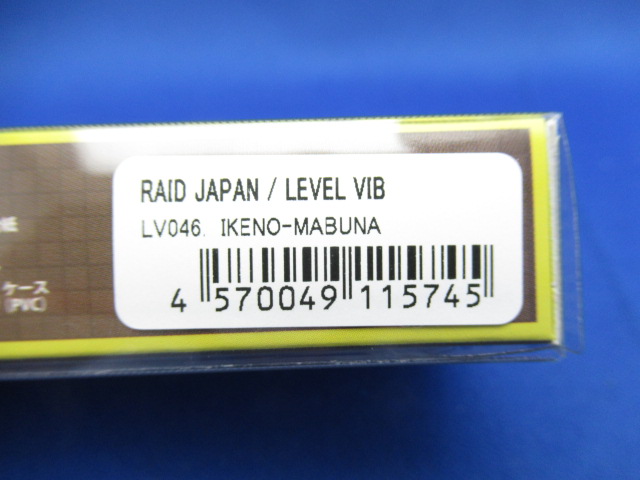 RAID JAPAN / LEVEL VIB
LV046. IKENO-MABUNA
4 570049 115745
ケース
(PVC)